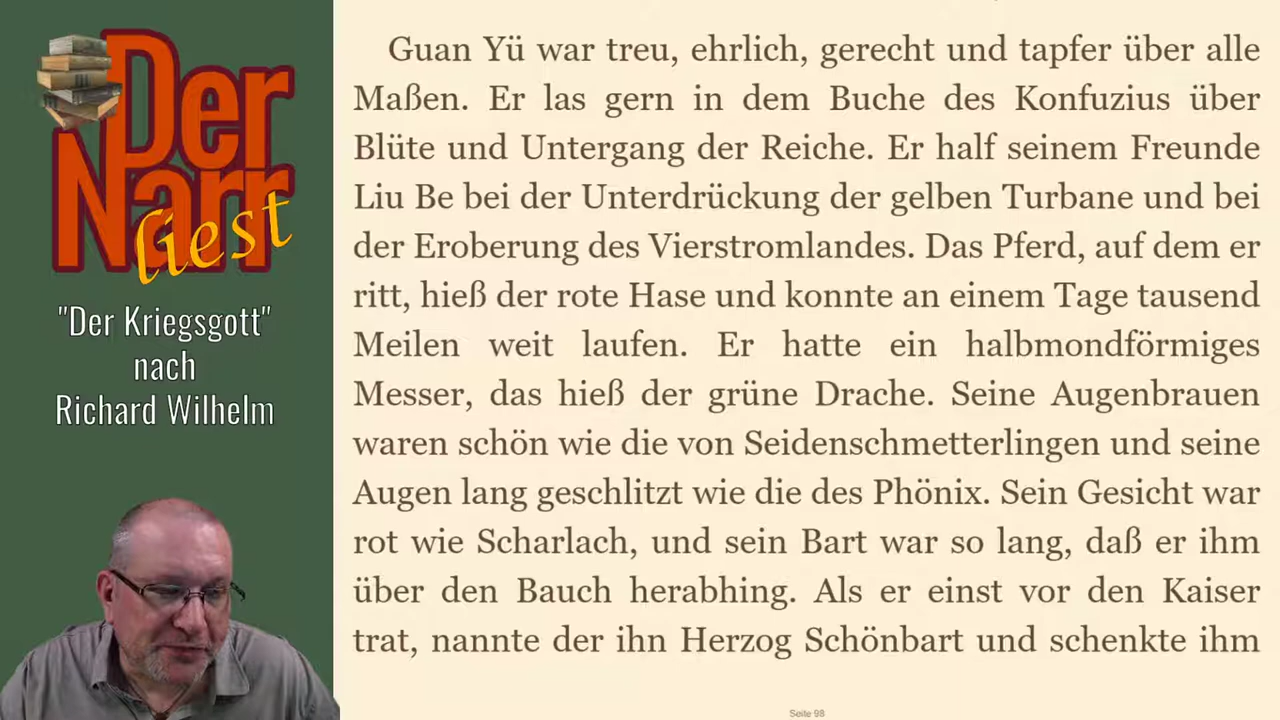 Der
Narr
liest
"Der Kriegsgott"
nach
Richard Wilhelm
Guan Yü war treu, ehrlich, gerecht und tapfer über alle
Maßen. Er las gern in dem Buche des Konfuzius über
Blüte und Untergang der Reiche. Er half seinem Freunde
Liu Be bei der Unterdrückung der gelben Turbane und bei
der Eroberung des Vierstromlandes. Das Pferd, auf dem er
ritt, hieß der rote Hase und konnte an einem Tage tausend
Meilen weit laufen. Er hatte ein halbmondförmiges
Messer, das hieß der grüne Drache. Seine Augenbrauen
waren schön wie die von Seidenschmetterlingen und seine
Augen lang geschlitzt wie die des Phönix. Sein Gesicht war
rot wie Scharlach, und sein Bart war so lang, daß er ihm
über den Bauch herabhing. Als er einst vor den Kaiser
trat, nannte der ihn Herzog Schönbart und schenkte ihm
Seite 98